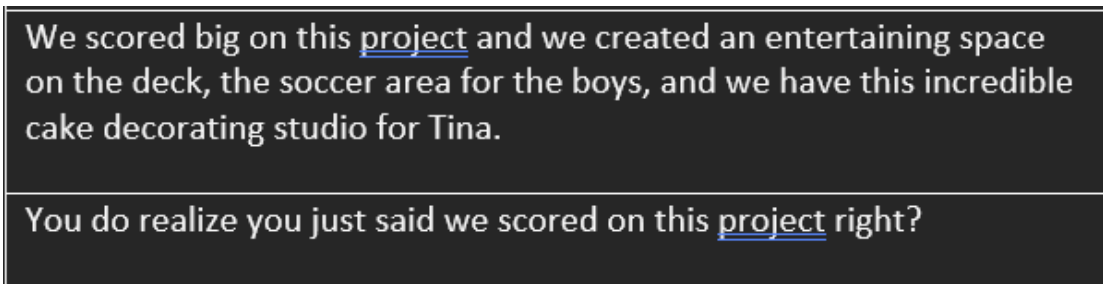 We scored big on this project and we created an entertaining space
on the deck, the soccer area for the boys, and we have this incredible
cake decorating studio for Tina.
You do realize you just said we scored on this project right?